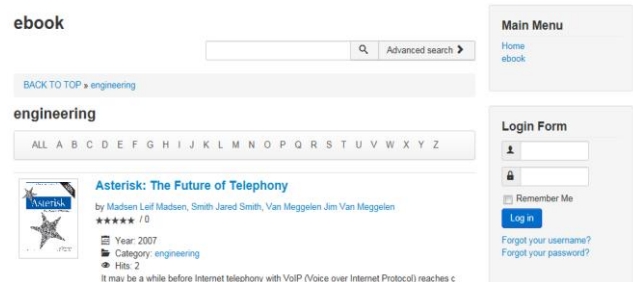 ebook
Advanced search
BACK TO TOP » engineering
engineering
ALL A B C D E F G H I J K L M N O P Q R S T U V W X Y Z
Asterisk
Asterisk: The Future of Telephony
by Madsen Leif Madsen, Smith Jared Smith, Van Meggelen Jim Van Meggelen
★★★★★ / 0
Year: 2007
Category: engineering
Hits: 2
It may be a while before Internet telephony with VoIP (Voice over Internet Protocol) reaches c
Main Menu
Home
ebook
Login Form
Remember Me
Log in
Forgot your username?
Forgot your password?